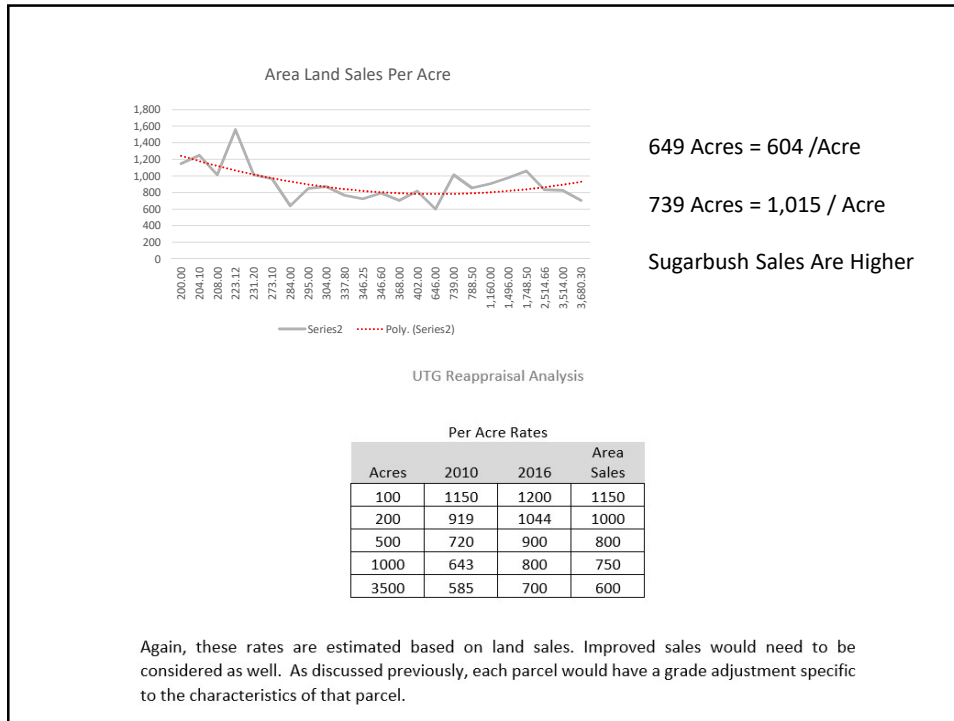 Area Land Sales Per Acre
1,800
1,600
1,400
1,200
1,000
800
600
400
200
0
200.00
204.10
208.00
223.12
231.20
273.10
284.00
295.00
304.00
337.80
346.25
346.60
368.00
402.00
646.00
739.00
788.50
1,160.00
1,496.00
1,748.50
2,514.66
3,514.00
3,680.30
Series2 Poly. (Series2)
649 Acres = 604 /Acre
739 Acres = 1,015 / Acre
Sugarbush Sales Are Higher
UTG Reappraisal Analysis
Per Acre Rates
Area
Acres 2010 2016 Sales
100 1150 1200 1150
200 919 1044 1000
500 720 900 800
1000 643 800 750
3500 585 700 600
Again, these rates are estimated based on land sales. Improved sales would need to be
considered as well. As discussed previously, each parcel would have a grade adjustment specific
to the characteristics of that parcel.